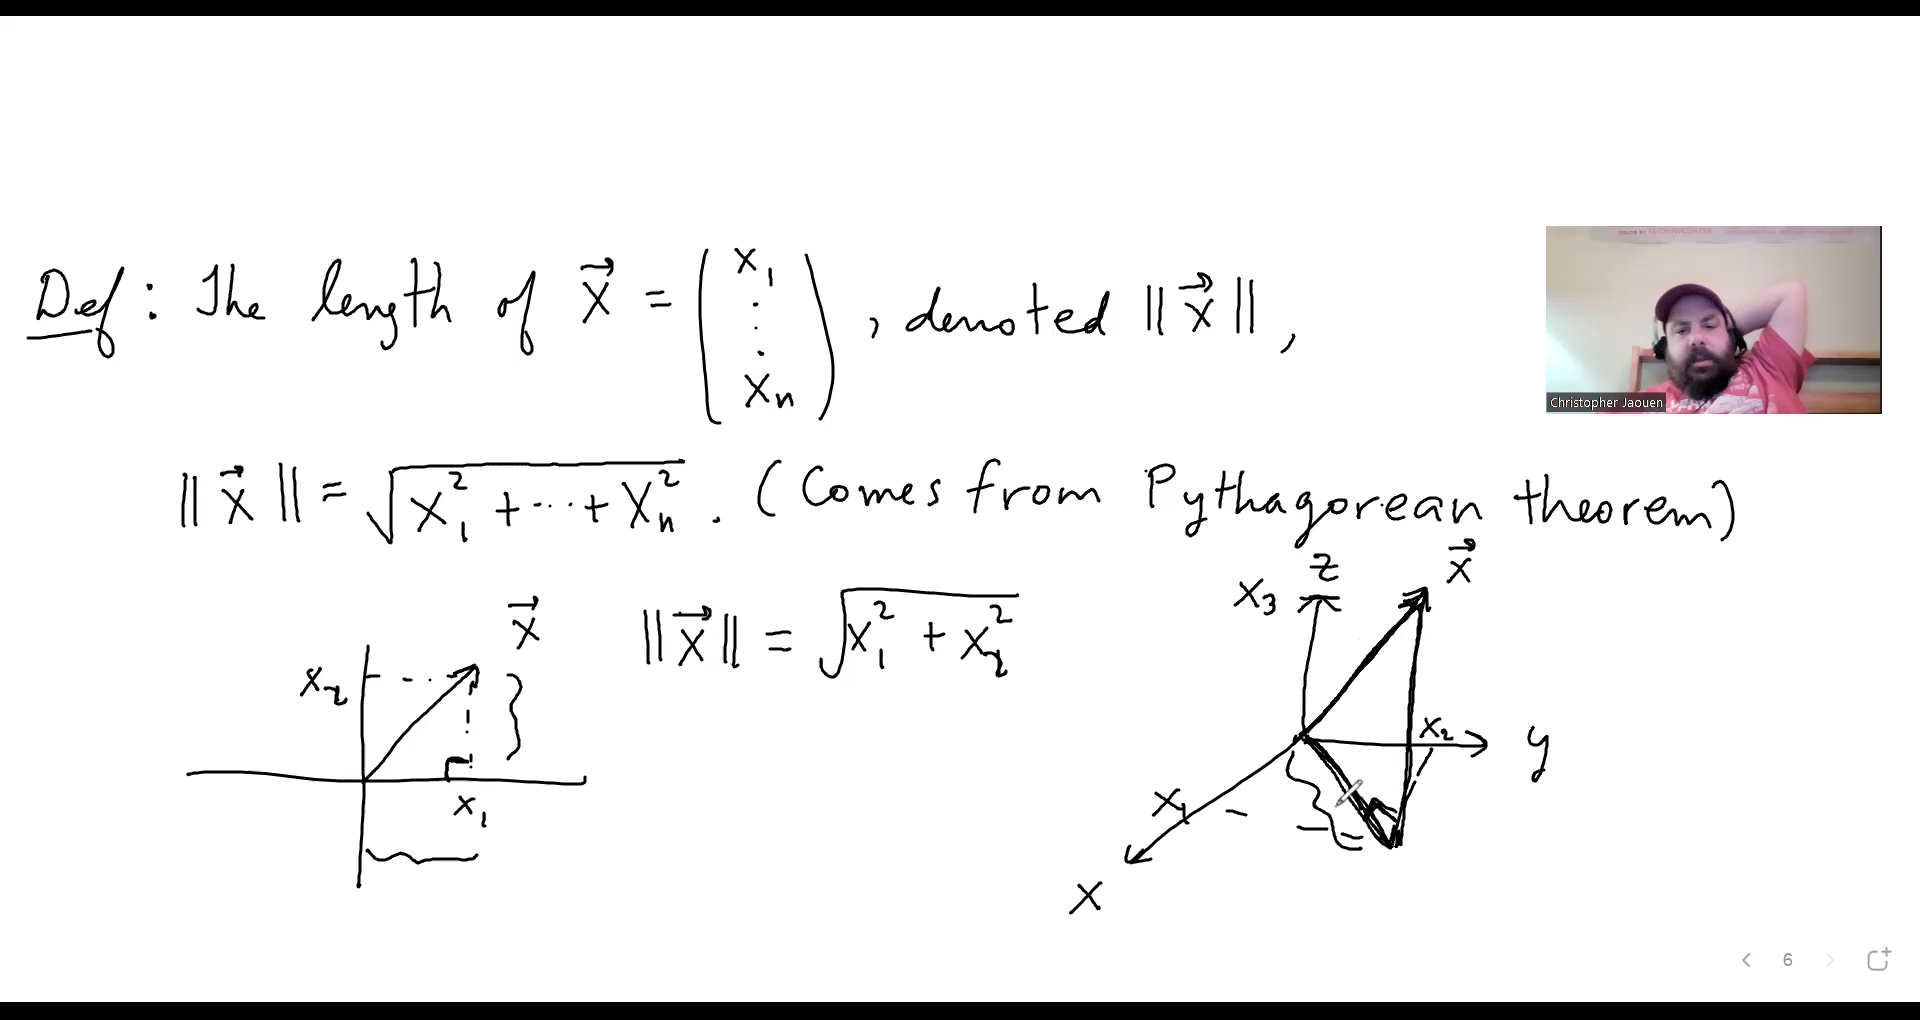 Def: The length of x⃗ = (x₁ ⋮ xₙ), denoted ||x⃗||,
||x⃗|| = √(x₁² + ⋯ + xₙ²). (Comes from Pythagorean theorem)
x⃗
x₂
x₁
||x⃗|| = √(x₁² + x₂²)
z
x₃
x⃗
x₂
y
x₁
x
Christopher Jaouen
6